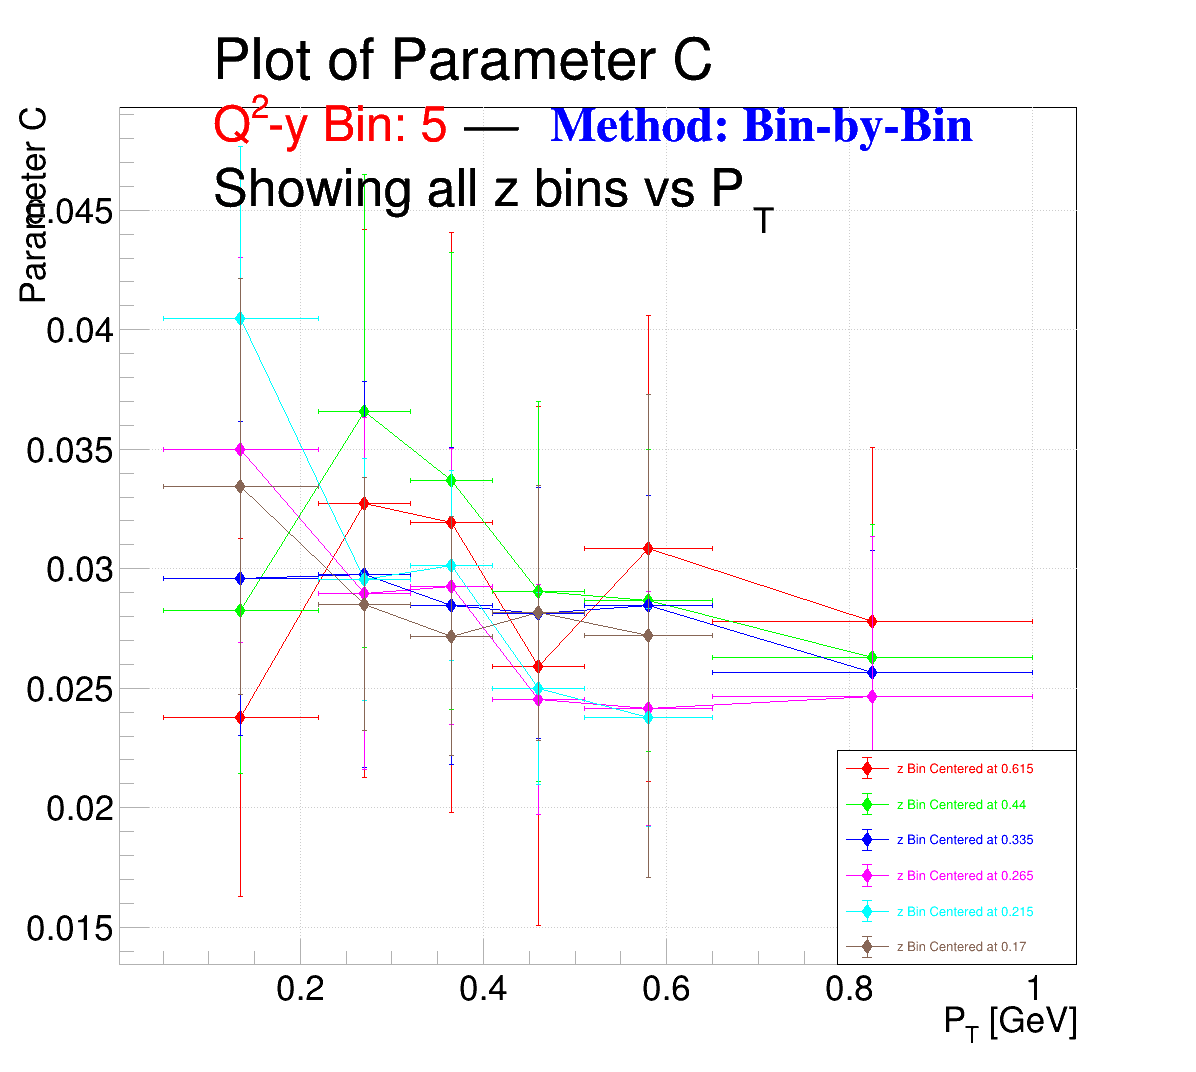 Plot of Parameter C
Q²-y Bin: 5 — Method: Bin-by-Bin
Showing all z bins vs P_T
Parameter C
0.045
0.04
0.035
0.03
0.025
0.02
0.015
z Bin Centered at 0.615
z Bin Centered at 0.44
z Bin Centered at 0.335
z Bin Centered at 0.265
z Bin Centered at 0.215
z Bin Centered at 0.17
0.2 0.4 0.6 0.8 1
P_T [GeV]